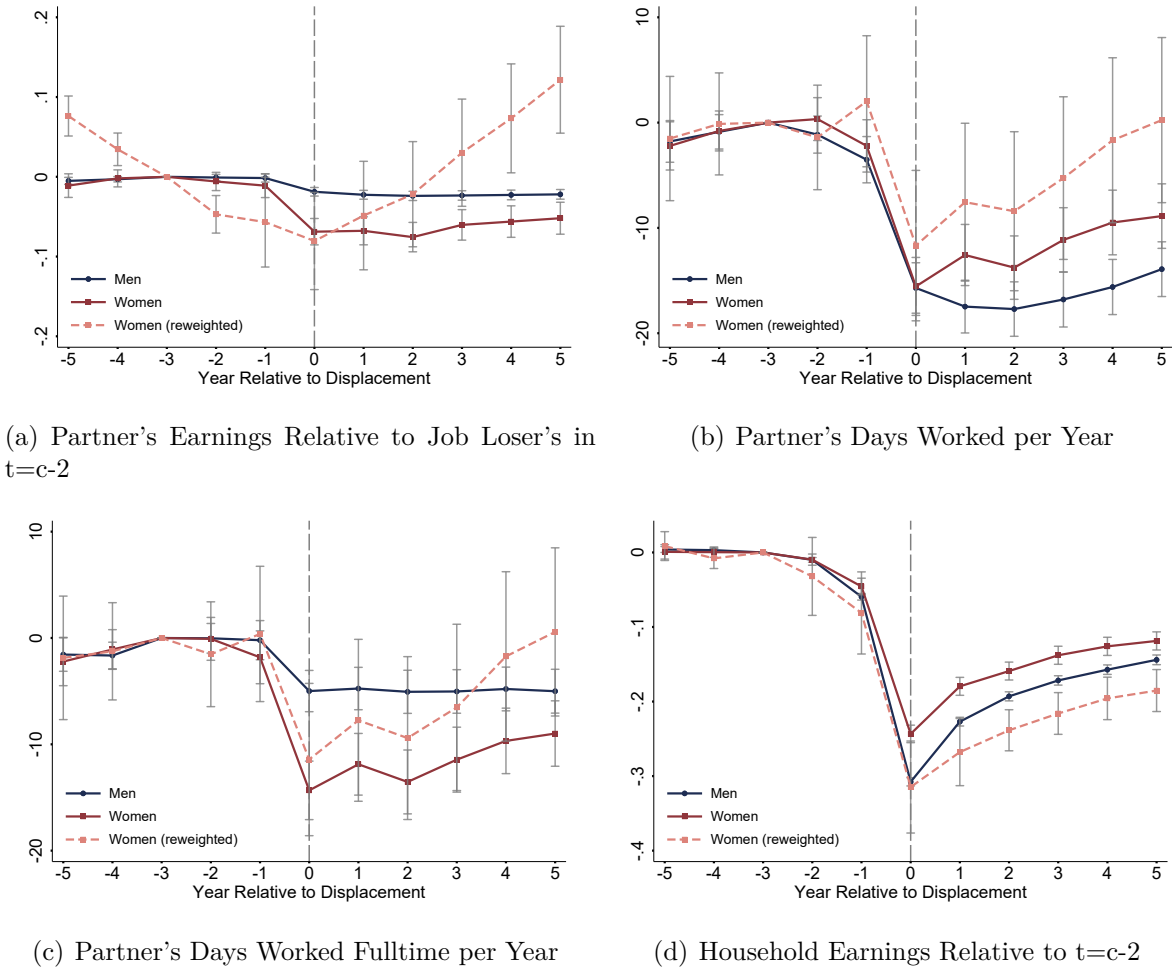 .2
.1
0
-.1
-.2
Men
Women
Women (reweighted)
-5 -4 -3 -2 -1 0 1 2 3 4 5
Year Relative to Displacement
(a) Partner's Earnings Relative to Job Loser's in
t=c-2
10
0
-10
-20
Men
Women
Women (reweighted)
-5 -4 -3 -2 -1 0 1 2 3 4 5
Year Relative to Displacement
(b) Partner's Days Worked per Year
10
0
-10
-20
Men
Women
Women (reweighted)
-5 -4 -3 -2 -1 0 1 2 3 4 5
Year Relative to Displacement
(c) Partner's Days Worked Fulltime per Year
0
-.1
-.2
-.3
-.4
Men
Women
Women (reweighted)
-5 -4 -3 -2 -1 0 1 2 3 4 5
Year Relative to Displacement
(d) Household Earnings Relative to t=c-2